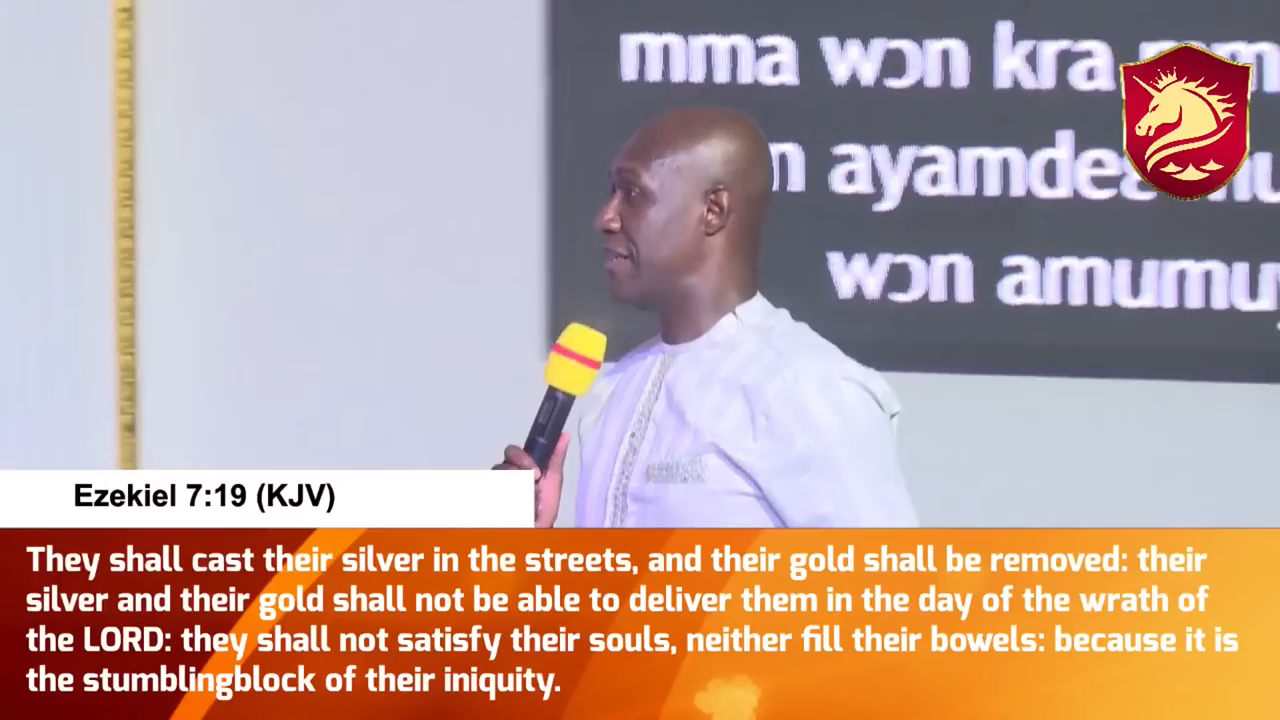 mma wɔn kra
ayamdeɛ
wɔn
Ezekiel 7:19 (KJV)
They shall cast their silver in the streets, and their gold shall be removed: their
silver and their gold shall not be able to deliver them in the day of the wrath of
the LORD: they shall not satisfy their souls, neither fill their bowels: because it is
the stumblingblock of their iniquity.